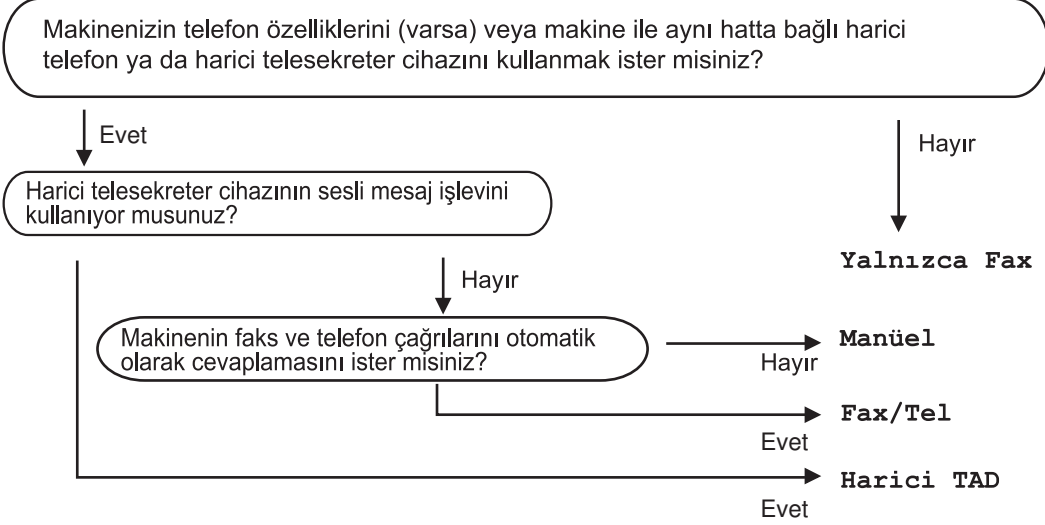 Makinenizin telefon özelliklerini (varsa) veya makine ile aynı hatta bağlı harici
telefon ya da harici telesekreter cihazını kullanmak ister misiniz?
Evet
Hayır
Harici telesekreter cihazının sesli mesaj işlevini
kullanıyor musunuz?
Yalnızca Fax
Hayır
Makinenin faks ve telefon çağrılarını otomatik
olarak cevaplamasını ister misiniz?
Manüel
Hayır
Fax/Tel
Evet
Harici TAD
Evet